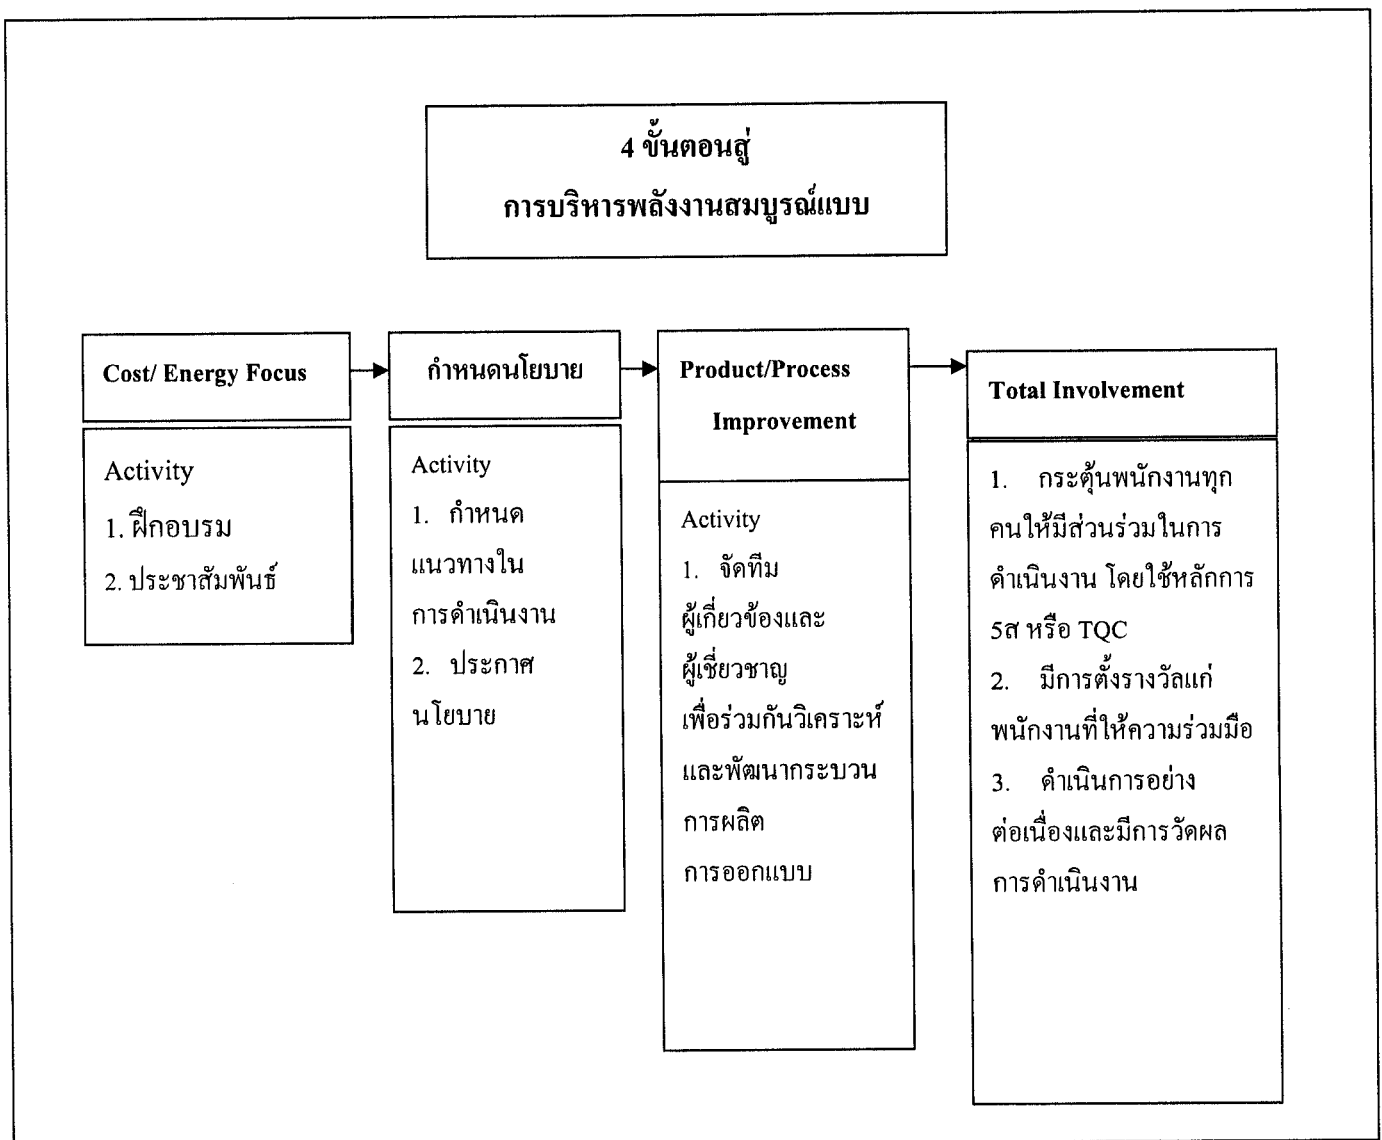 4 ขั้นตอนสู่
การบริหารพลังงานสมบูรณ์แบบ
Cost/ Energy Focus
Activity
1. ฝึกอบรม
2. ประชาสัมพันธ์
กำหนดนโยบาย
Activity
1. กำหนด
แนวทางใน
การดำเนินงาน
2. ประกาศ
นโยบาย
Product/Process
Improvement
Activity
1. จัดทีม
ผู้เกี่ยวข้องและ
ผู้เชี่ยวชาญ
เพื่อร่วมกันวิเคราะห์
และพัฒนากระบวน
การผลิต
การออกแบบ
Total Involvement
1. กระตุ้นพนักงานทุก
คนให้มีส่วนร่วมในการ
ดำเนินงาน โดยใช้หลักการ
5ส หรือ TQC
2. มีการตั้งรางวัลแก่
พนักงานที่ให้ความร่วมมือ
3. ดำเนินการอย่าง
ต่อเนื่องและมีการวัดผล
การดำเนินงาน